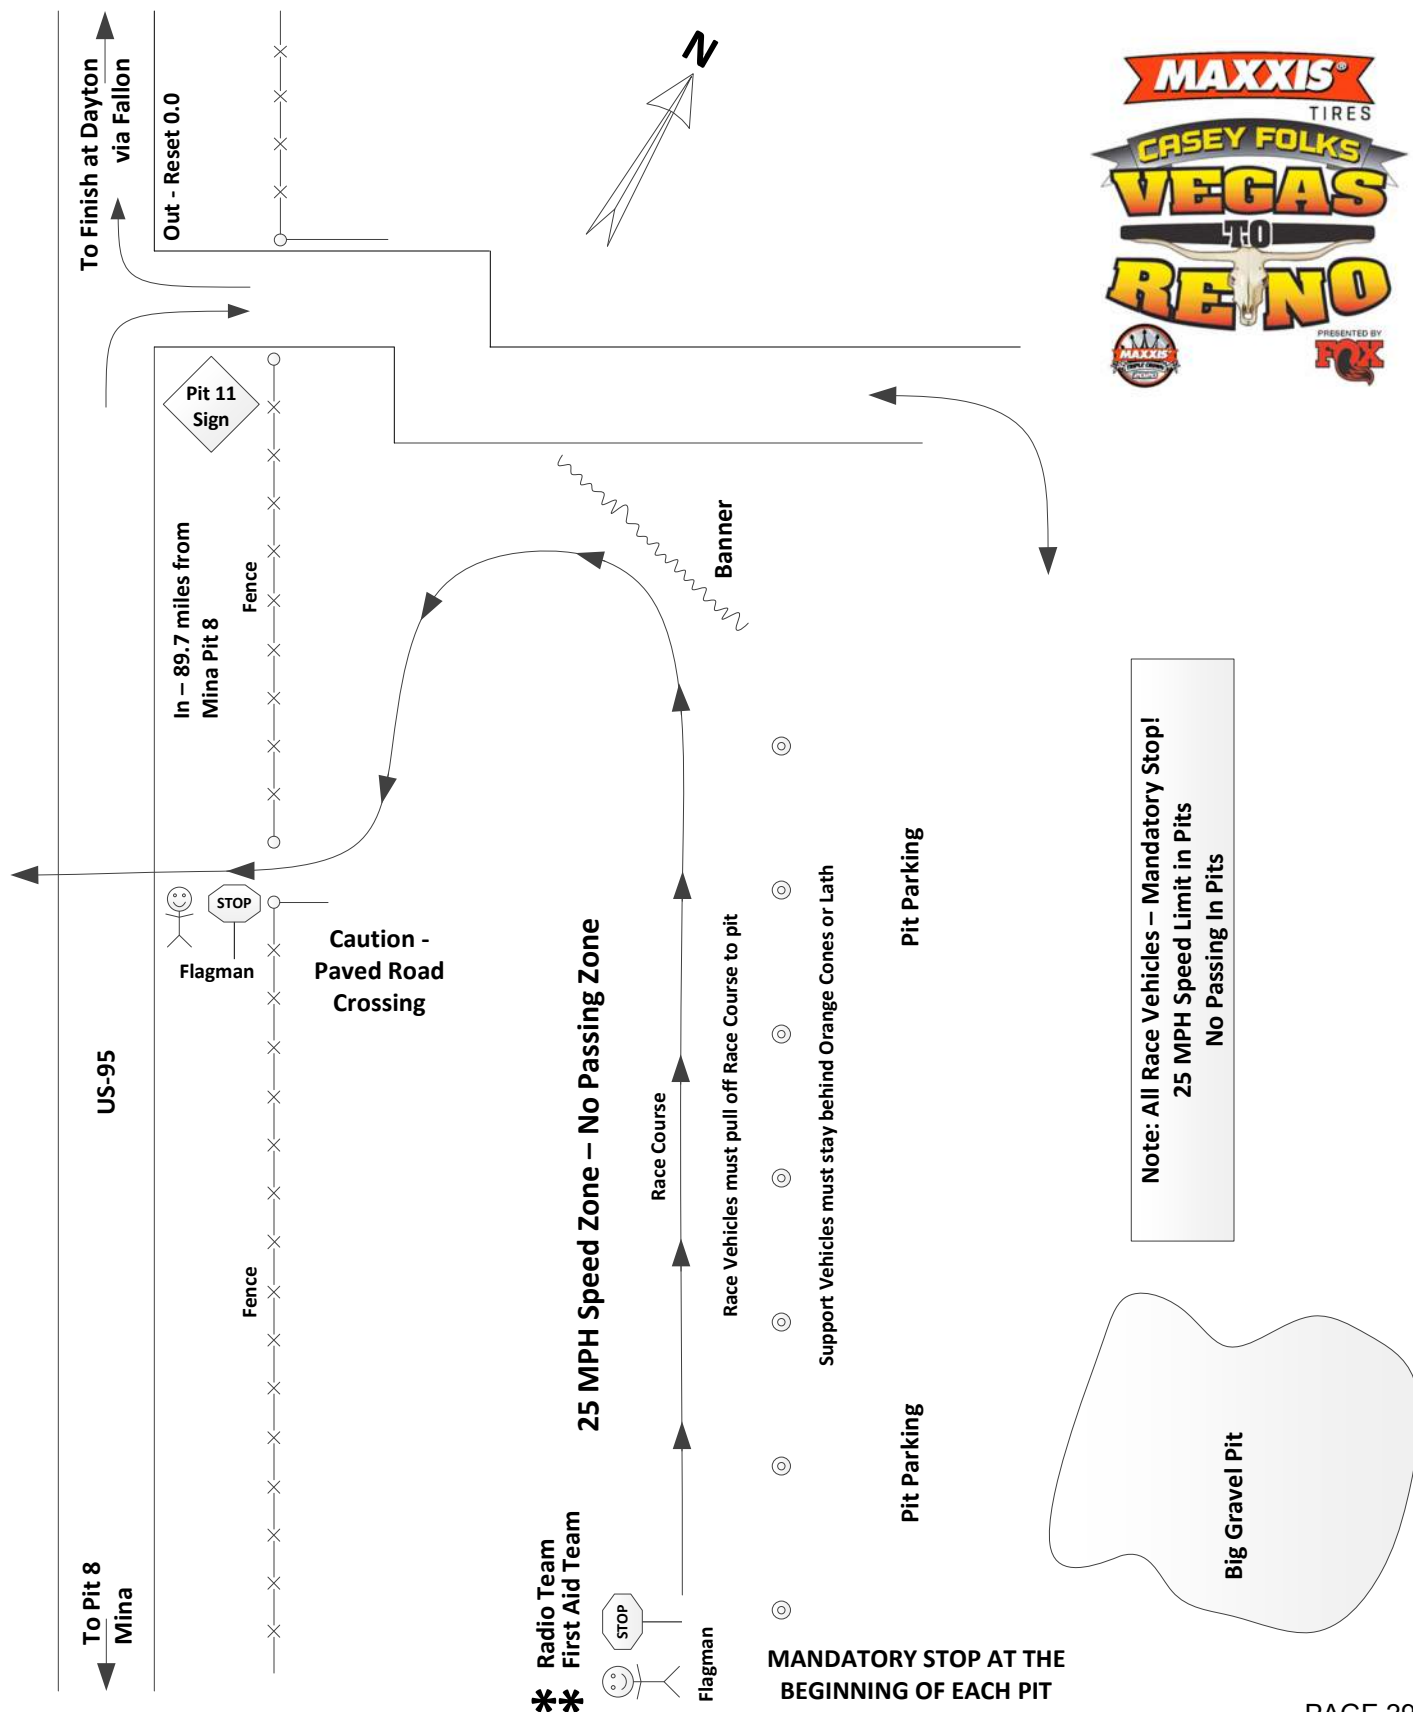 N
MAXXIS®
TIRES
CASEY FOLKS
VEGAS
TO
RENO
PRESENTED BY
FOX
MAXXIS
TRIPLE CROWN
2020
To Finish at Dayton
via Fallon
Out - Reset 0.0
Pit 11
Sign
In – 89.7 miles from
Mina Pit 8
Fence
Banner
STOP
Flagman
Caution -
Paved Road
Crossing
US-95
Fence
To Pit 8
Mina
25 MPH Speed Zone – No Passing Zone
Race Course
Race Vehicles must pull off Race Course to pit
Support Vehicles must stay behind Orange Cones or Lath
Pit Parking
Pit Parking
Note: All Race Vehicles – Mandatory Stop!
25 MPH Speed Limit in Pits
No Passing In Pits
Big Gravel Pit
* Radio Team
** First Aid Team
STOP
Flagman
MANDATORY STOP AT THE
BEGINNING OF EACH PIT